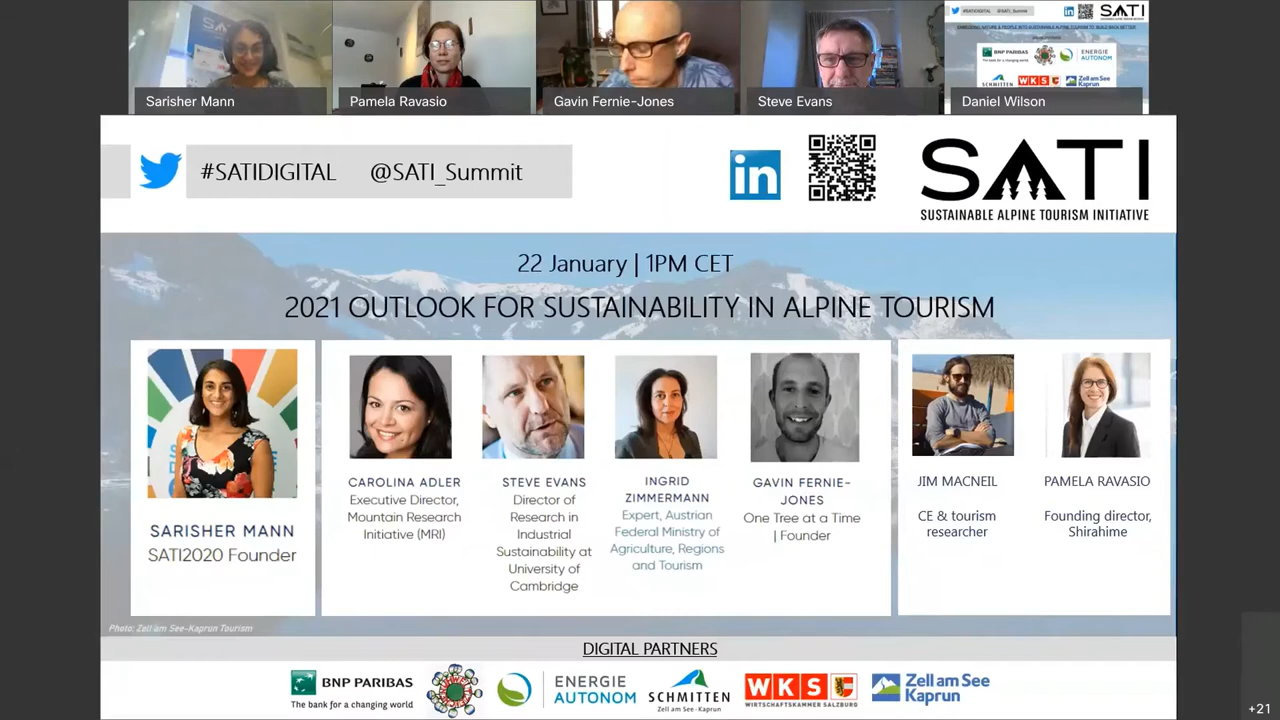 Sarisher Mann
Pamela Ravasio
Gavin Fernie-Jones
Steve Evans
Daniel Wilson
#SATIDIGITAL @SATI_Summit
in
SATI
SUSTAINABLE ALPINE TOURISM INITIATIVE
22 January | 1PM CET
2021 OUTLOOK FOR SUSTAINABILITY IN ALPINE TOURISM
SARISHER MANN
SATI2020 Founder
CAROLINA ADLER
Executive Director,
Mountain Research
Initiative (MRI)
STEVE EVANS
Director of
Research in
Industrial
Sustainability at
University of
Cambridge
INGRID
ZIMMERMANN
Expert, Austrian
Federal Ministry of
Agriculture, Regions
and Tourism
GAVIN FERNIE-
JONES
One Tree at a Time
| Founder
JIM MACNEIL
CE & tourism
researcher
PAMELA RAVASIO
Founding director,
Shirahime
Photo: Zell am See-Kaprun Tourism
DIGITAL PARTNERS
BNP PARIBAS
The bank for a changing world
ENERGIE
AUTONOM
SCHMITTEN
Zell am See-Kaprun
WKS
WIRTSCHAFTSKAMMER SALZBURG
Zell am See
Kaprun
+21